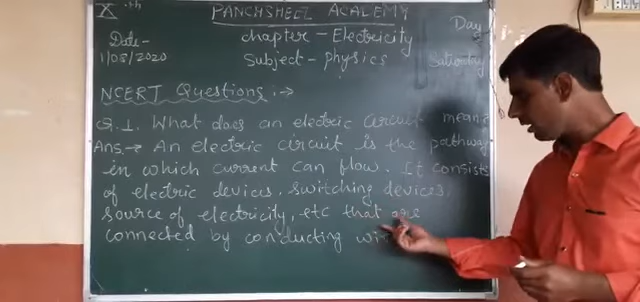 X th
PANCHSHEEL ACADEMY
Day
Date-
chapter - Electricity
1/08/2020
Subject - physics
Saturday
NCERT Questions :->
Q.1. What does an electric circuit mean?
Ans.-> An electric circuit is the pathway
in which current can flow. It consists
of electric devices, switching devices,
source of electricity, etc that are
connected by conducting